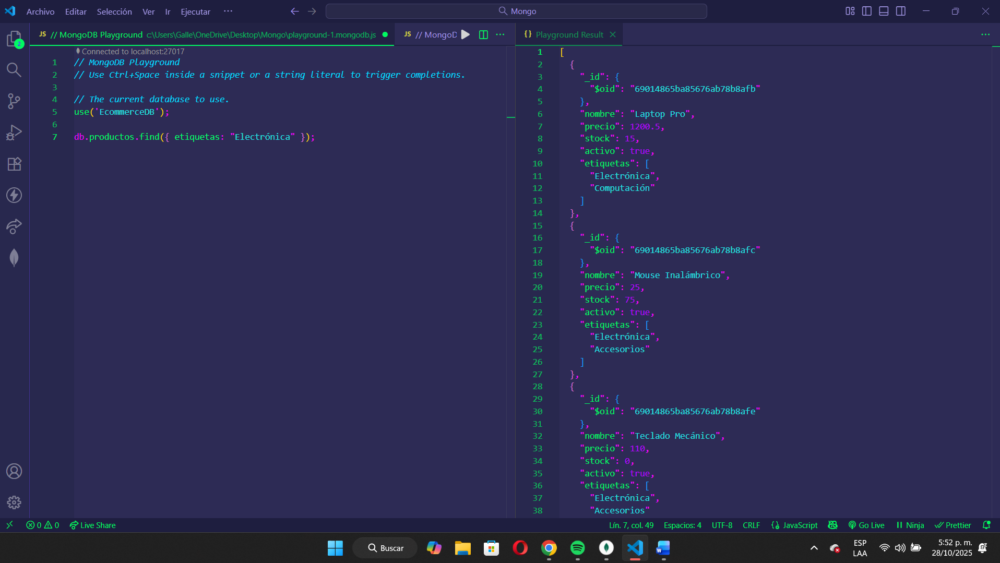 Archivo Editar Selección Ver Ir Ejecutar ···
Mongo
JS // MongoDB Playground c:\Users\Galle\OneDrive\Desktop\Mongo\playground-1.mongodb.js
JS // MongoD
{} Playground Result
2
Connected to localhost:27017
1 // MongoDB Playground
2 // Use Ctrl+Space inside a snippet or a string literal to trigger completions.
3
4 // The current database to use.
5 use('EcommerceDB');
6
7 db.productos.find({ etiquetas: "Electrónica" });
1 [
2 {
3 "_id": {
4 "$oid": "69014865ba85676ab78b8afb"
5 },
6 "nombre": "Laptop Pro",
7 "precio": 1200.5,
8 "stock": 15,
9 "activo": true,
10 "etiquetas": [
11 "Electrónica",
12 "Computación"
13 ]
14 },
15 {
16 "_id": {
17 "$oid": "69014865ba85676ab78b8afc"
18 },
19 "nombre": "Mouse Inalámbrico",
20 "precio": 25,
21 "stock": 75,
22 "activo": true,
23 "etiquetas": [
24 "Electrónica",
25 "Accesorios"
26 ]
27 },
28 {
29 "_id": {
30 "$oid": "69014865ba85676ab78b8afe"
31 },
32 "nombre": "Teclado Mecánico",
33 "precio": 110,
34 "stock": 0,
35 "activo": true,
36 "etiquetas": [
37 "Electrónica",
38 "Accesorios"
0 0 Live Share
Lín. 7, col. 49 Espacios: 4 UTF-8 CRLF {} JavaScript Go Live Ninja Prettier
Buscar
W
ESP
LAA
5:52 p. m.
28/10/2025